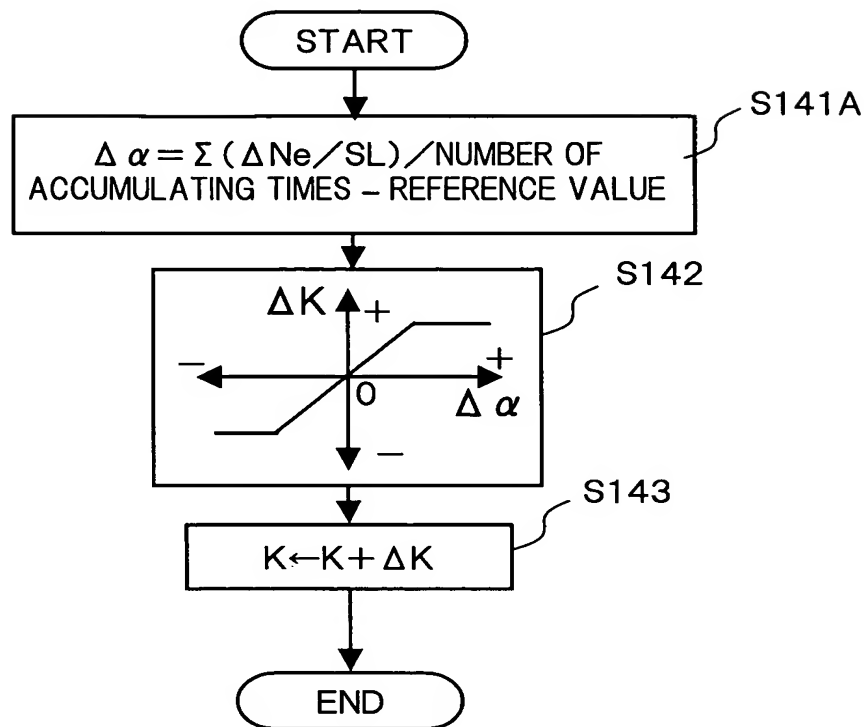 START
S141A
Δα=Σ(ΔNe/SL)/NUMBER OF
ACCUMULATING TIMES – REFERENCE VALUE
S142
ΔK
+
−
+
0
Δα
−
S143
K←K+ΔK
END